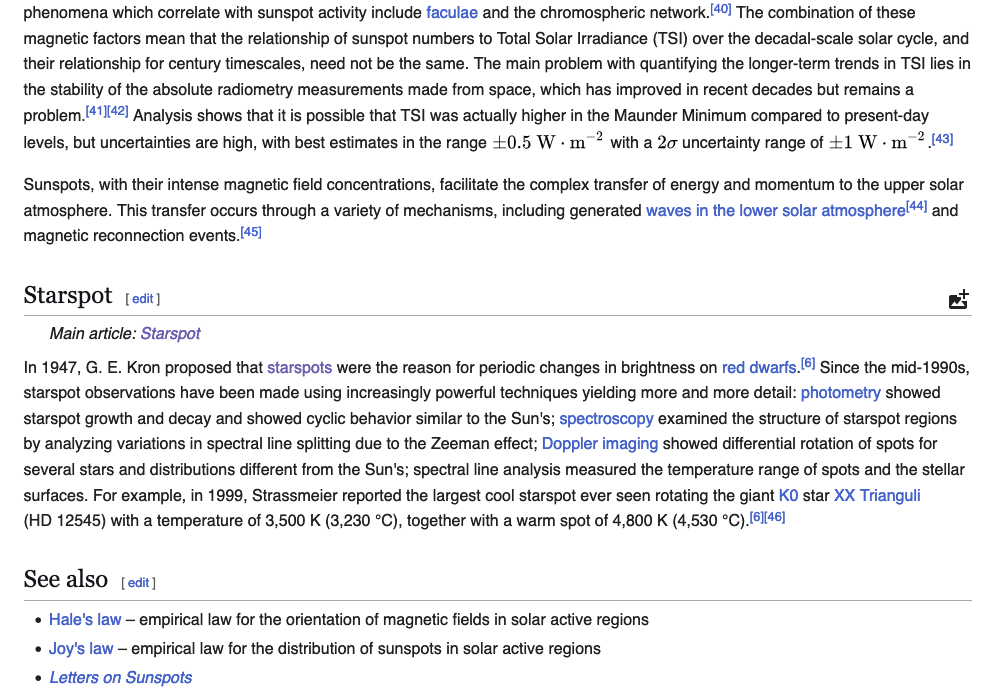 phenomena which correlate with sunspot activity include faculae and the chromospheric network.[40] The combination of these
magnetic factors mean that the relationship of sunspot numbers to Total Solar Irradiance (TSI) over the decadal-scale solar cycle, and
their relationship for century timescales, need not be the same. The main problem with quantifying the longer-term trends in TSI lies in
the stability of the absolute radiometry measurements made from space, which has improved in recent decades but remains a
problem.[41][42] Analysis shows that it is possible that TSI was actually higher in the Maunder Minimum compared to present-day
levels, but uncertainties are high, with best estimates in the range ±0.5 W · m⁻² with a 2σ uncertainty range of ±1 W · m⁻².[43]
Sunspots, with their intense magnetic field concentrations, facilitate the complex transfer of energy and momentum to the upper solar
atmosphere. This transfer occurs through a variety of mechanisms, including generated waves in the lower solar atmosphere[44] and
magnetic reconnection events.[45]
Starspot [ edit ]
Main article: Starspot
In 1947, G. E. Kron proposed that starspots were the reason for periodic changes in brightness on red dwarfs.[6] Since the mid-1990s,
starspot observations have been made using increasingly powerful techniques yielding more and more detail: photometry showed
starspot growth and decay and showed cyclic behavior similar to the Sun's; spectroscopy examined the structure of starspot regions
by analyzing variations in spectral line splitting due to the Zeeman effect; Doppler imaging showed differential rotation of spots for
several stars and distributions different from the Sun's; spectral line analysis measured the temperature range of spots and the stellar
surfaces. For example, in 1999, Strassmeier reported the largest cool starspot ever seen rotating the giant K0 star XX Trianguli
(HD 12545) with a temperature of 3,500 K (3,230 °C), together with a warm spot of 4,800 K (4,530 °C).[6][46]
See also [ edit ]
• Hale's law – empirical law for the orientation of magnetic fields in solar active regions
• Joy's law – empirical law for the distribution of sunspots in solar active regions
• Letters on Sunspots